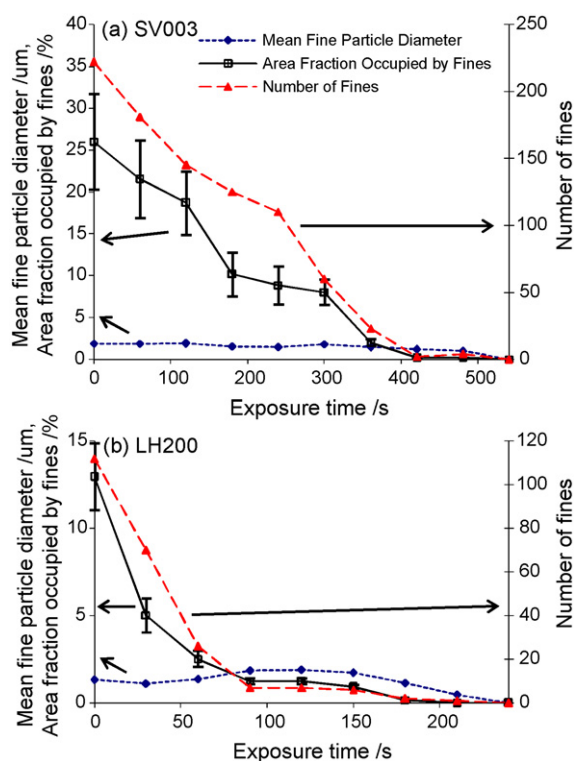 (a) SV003
Mean Fine Particle Diameter
Area Fraction Occupied by Fines
Number of Fines
Mean fine particle diameter /um,
Area fraction occupied by fines /%
40
35
30
25
20
15
10
5
0
250
200
150
100
50
0
Number of fines
0 100 200 300 400 500
Exposure time /s
(b) LH200
Mean fine particle diameter /um,
Area fraction occupied by fines /%
15
10
5
0
120
100
80
60
40
20
0
Number of fines
0 50 100 150 200
Exposure time /s